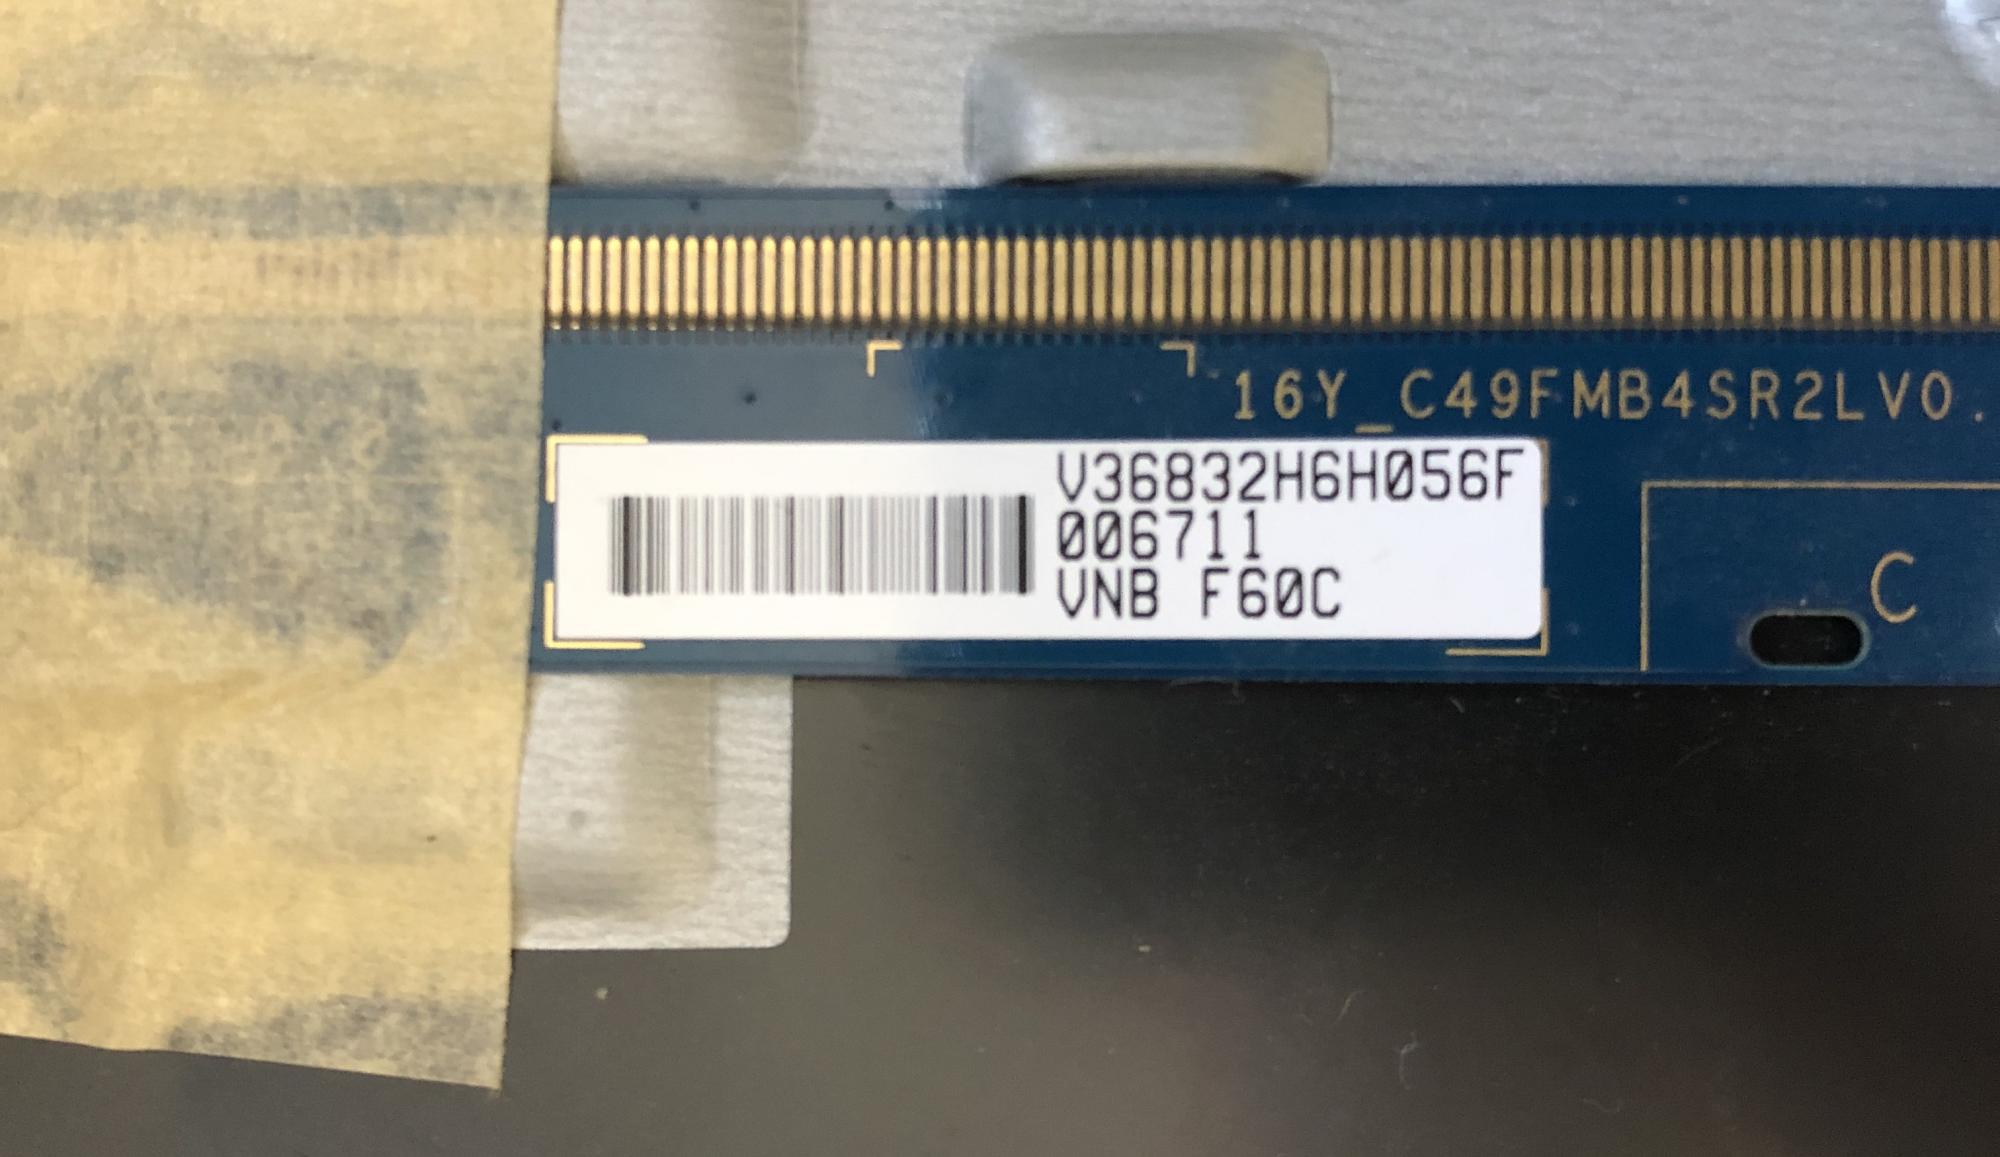 16Y_C49FMB4SR2LV0.
V36832H6H056F
006711
VNB F60C
C